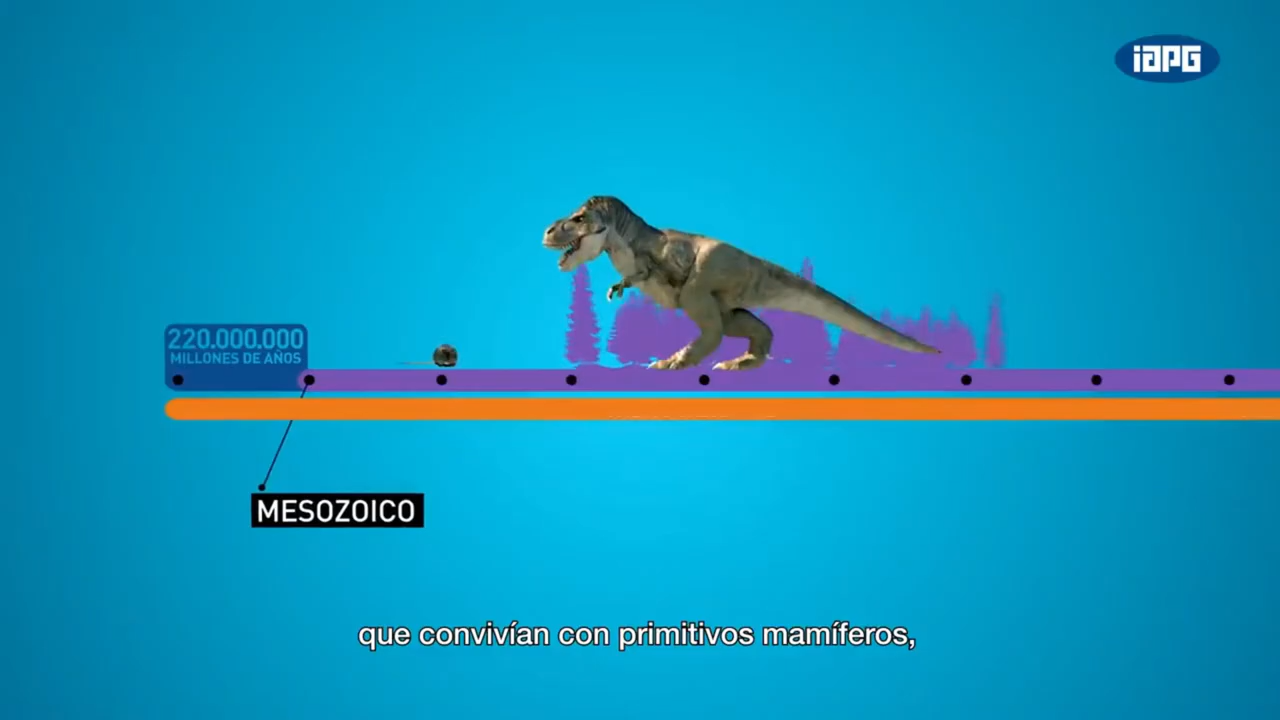 iapg
220.000.000
MILLONES DE AÑOS
MESOZOICO
que convivían con primitivos mamíferos,